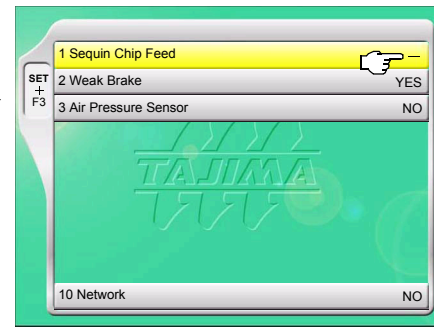 1 Sequin Chip Feed —
SET
+
F3
2 Weak Brake YES
3 Air Pressure Sensor NO
TAJIMA
10 Network NO